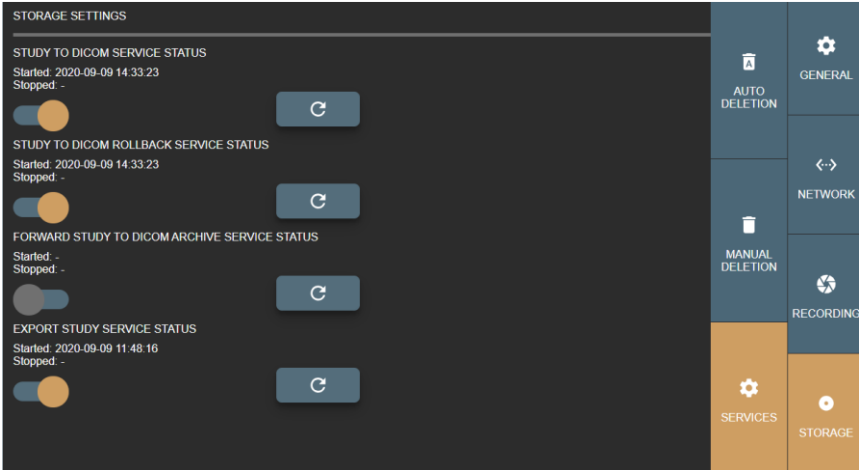 STORAGE SETTINGS
STUDY TO DICOM SERVICE STATUS
Started: 2020-09-09 14:33:23
Stopped: -
STUDY TO DICOM ROLLBACK SERVICE STATUS
Started: 2020-09-09 14:33:23
Stopped: -
FORWARD STUDY TO DICOM ARCHIVE SERVICE STATUS
Started: -
Stopped: -
EXPORT STUDY SERVICE STATUS
Started: 2020-09-09 11:48:16
Stopped: -
A
AUTO
DELETION
MANUAL
DELETION
SERVICES
GENERAL
NETWORK
RECORDING
STORAGE